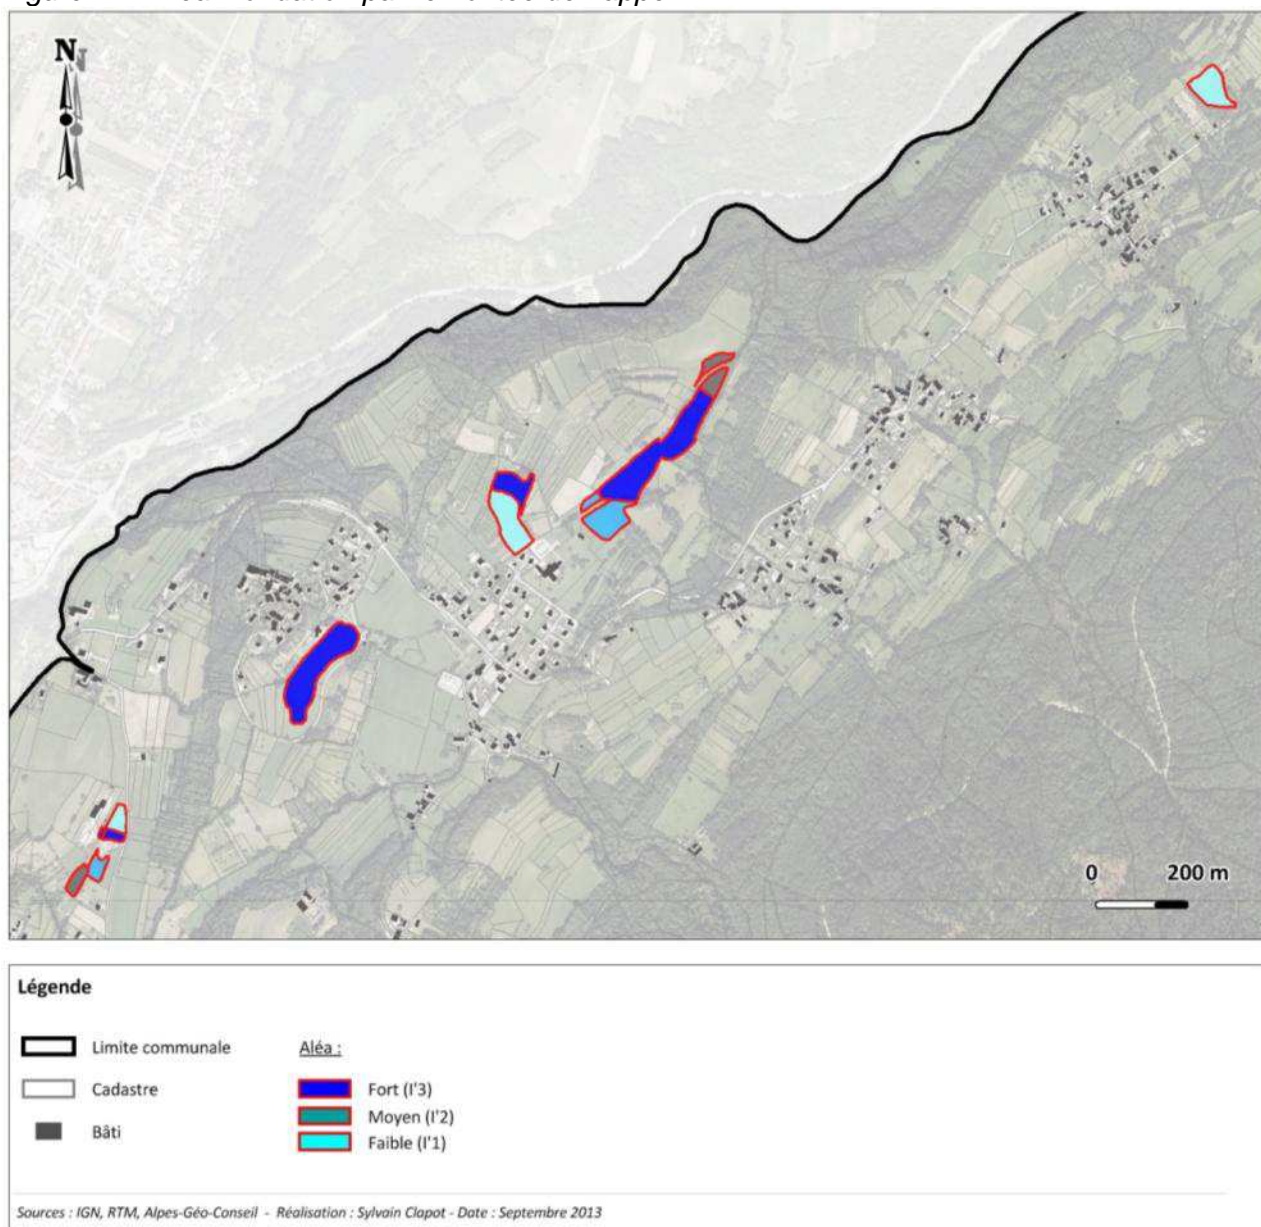 N
0 200 m
Légende
Limite communale
Cadastre
Bâti
Aléa :
Fort (I'3)
Moyen (I'2)
Faible (I'1)
Sources : IGN, RTM, Alpes-Géo-Conseil - Réalisation : Sylvain Clapot - Date : Septembre 2013